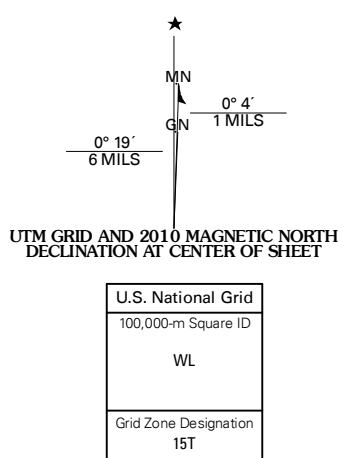 ★
MN
0° 4´
1 MILS
GN
0° 19´
6 MILS
UTM GRID AND 2010 MAGNETIC NORTH
DECLINATION AT CENTER OF SHEET
U.S. National Grid
100,000-m Square ID
WL
Grid Zone Designation
15T